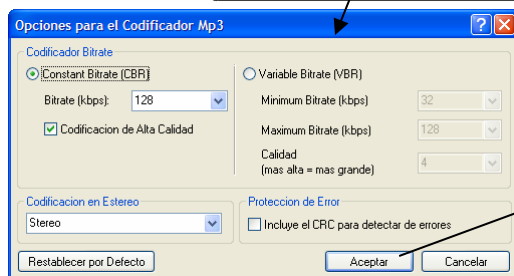 Opciones para el Codificador Mp3
Codificador Bitrate
Constant Bitrate (CBR)
Bitrate (kbps): 128
Codificacion de Alta Calidad
Variable Bitrate (VBR)
Minimum Bitrate (kbps) 32
Maximum Bitrate (kbps) 128
Calidad
(mas alta = mas grande) 4
Codificacion en Estereo
Stereo
Proteccion de Error
Incluye el CRC para detectar de errores
Restablecer por Defecto Aceptar Cancelar